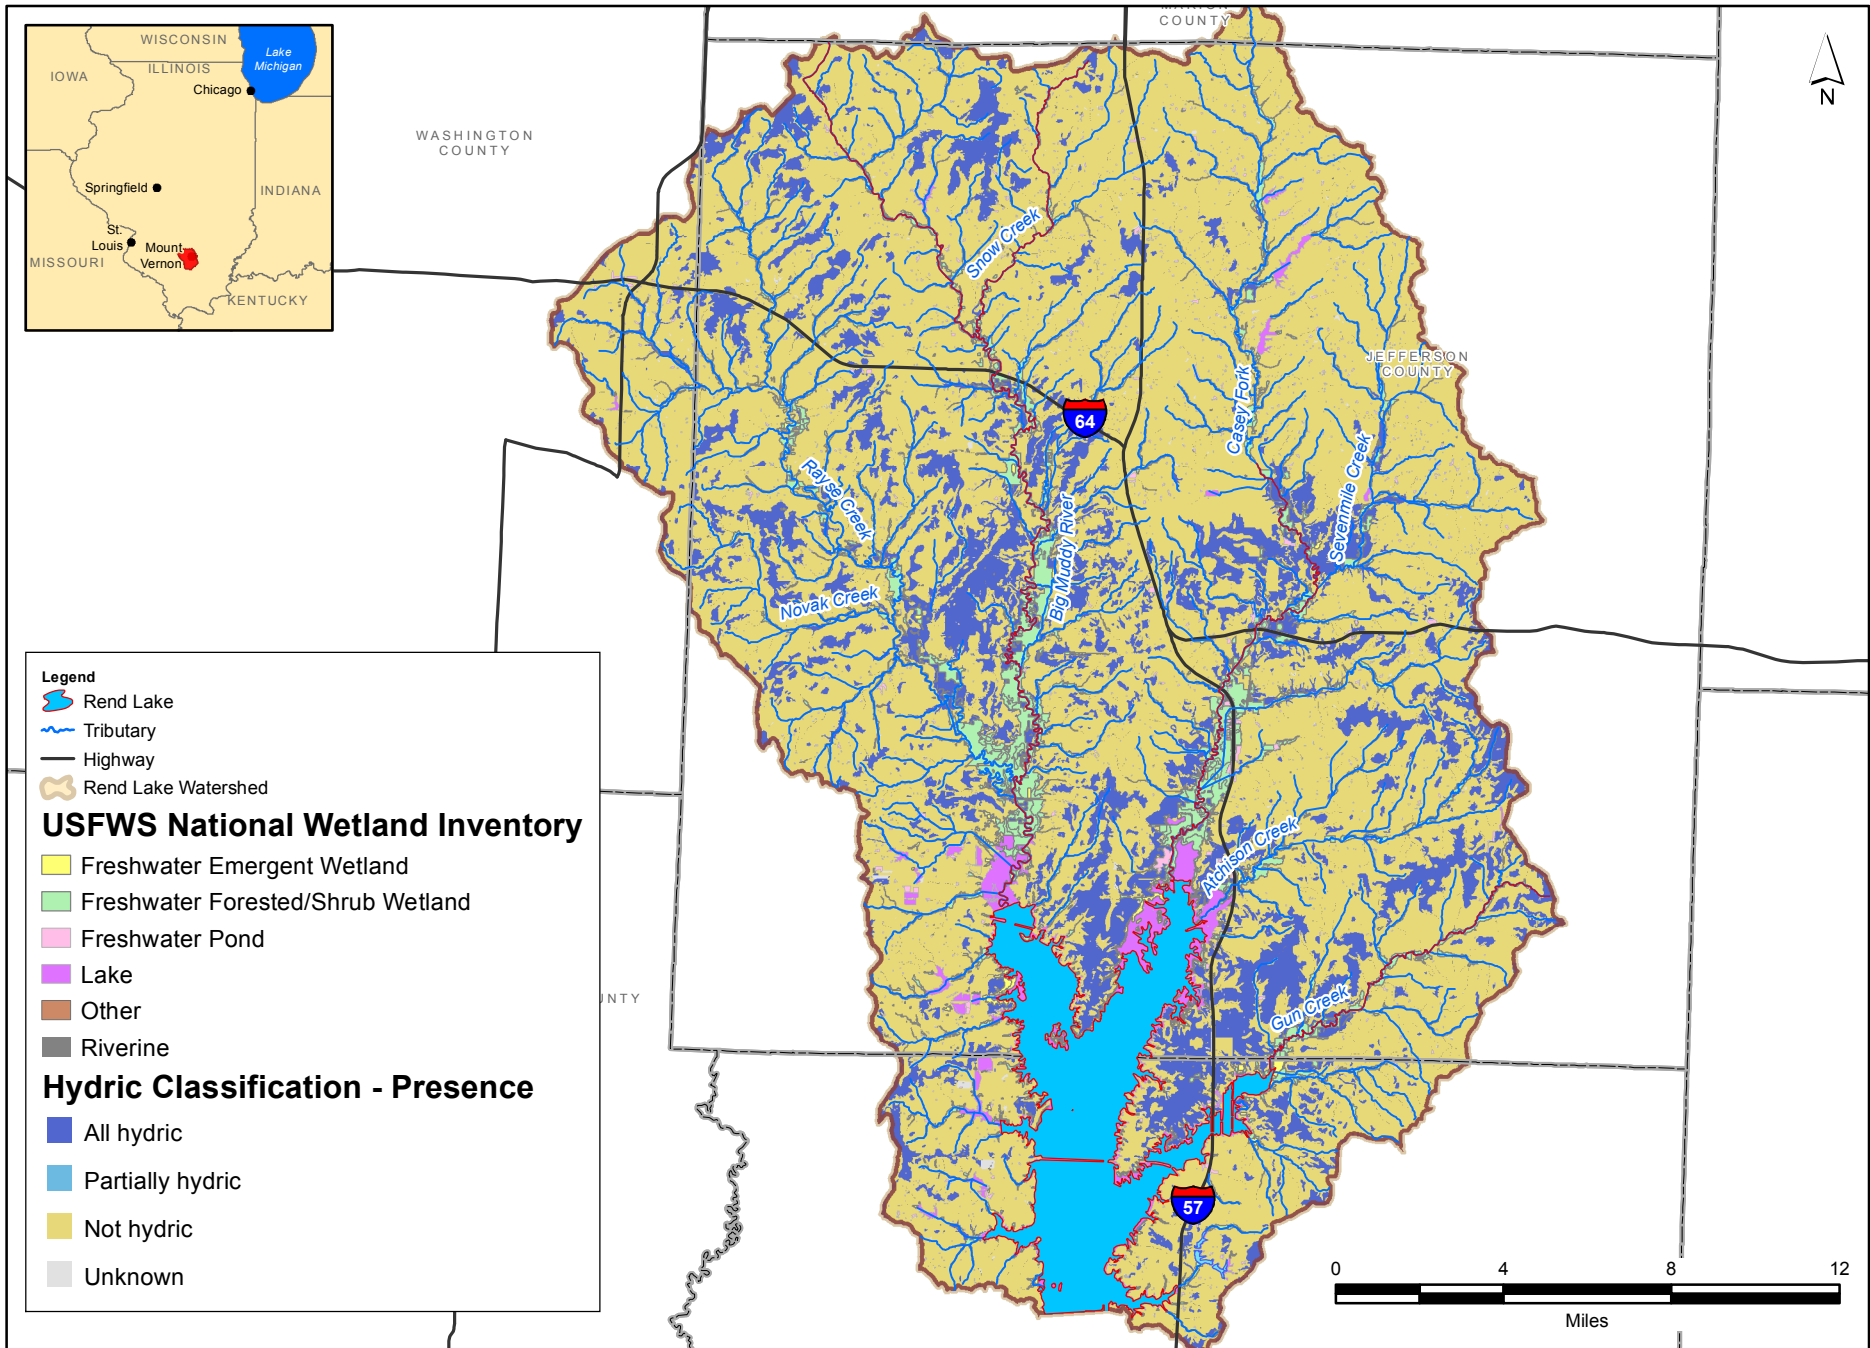 WISCONSIN
Lake
Michigan
IOWA
ILLINOIS
Chicago
Springfield
INDIANA
St.
Louis
Mount
Vernon
MISSOURI
KENTUCKY
MARION
COUNTY
N
WASHINGTON
COUNTY
Snow Creek
JEFFERSON
COUNTY
Casey Fork
64
Rayse Creek
Sevenmile Creek
Big Muddy River
Novak Creek
Atchison Creek
Gun Creek
UNTY
57
Legend
Rend Lake
Tributary
Highway
Rend Lake Watershed
USFWS National Wetland Inventory
Freshwater Emergent Wetland
Freshwater Forested/Shrub Wetland
Freshwater Pond
Lake
Other
Riverine
Hydric Classification - Presence
All hydric
Partially hydric
Not hydric
Unknown
0 4 8 12
Miles